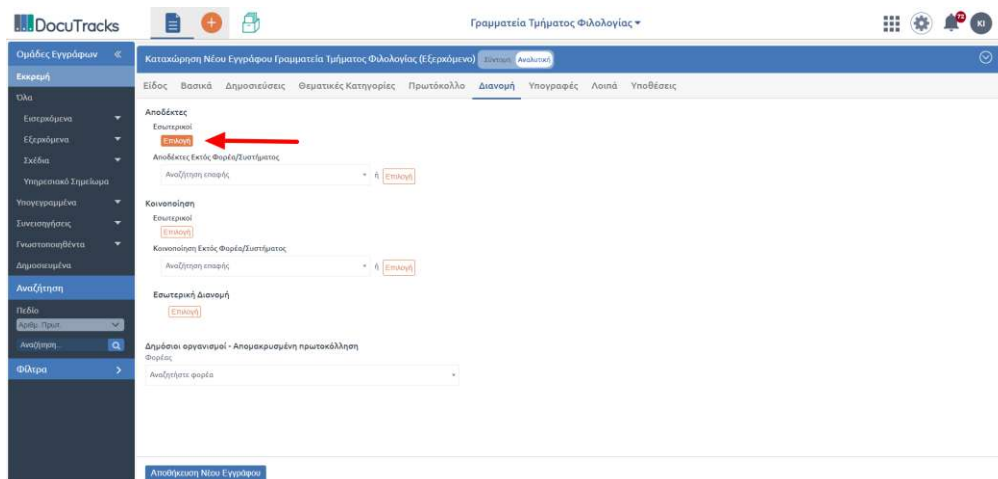 DocuTracks
Γραμματεία Τμήματος Φιλολογίας
72
KI
Ομάδες Εγγράφων
Εκκρεμή
Όλα
Εισερχόμενα
Εξερχόμενα
Σχέδια
Υπηρεσιακό Σημείωμα
Υπογεγραμμένα
Συνεισηγήσεις
Γνωστοποιηθέντα
Δημοσιευμένα
Αναζήτηση
Πεδίο
Αριθμ. Πρωτ.
Αναζήτηση...
Φίλτρα
Καταχώρηση Νέου Εγγράφου Γραμματεία Τμήματος Φιλολογίας (Εξερχόμενο) Σύντομη Αναλυτική
Είδος Βασικά Δημοσιεύσεις Θεματικές Κατηγορίες Πρωτόκολλο Διανομή Υπογραφές Λοιπά Υποθέσεις
Αποδέκτες
Εσωτερικοί
Επιλογή
Αποδέκτες Εκτός Φορέα/Συστήματος
Αναζήτηση επαφής ή Επιλογή
Κοινοποίηση
Εσωτερικοί
Επιλογή
Κοινοποίηση Εκτός Φορέα/Συστήματος
Αναζήτηση επαφής ή Επιλογή
Εσωτερική Διανομή
Επιλογή
Δημόσιοι οργανισμοί - Απομακρυσμένη πρωτοκόλληση
Φορέας
Αναζητήστε φορέα
Αποθήκευση Νέου Εγγράφου